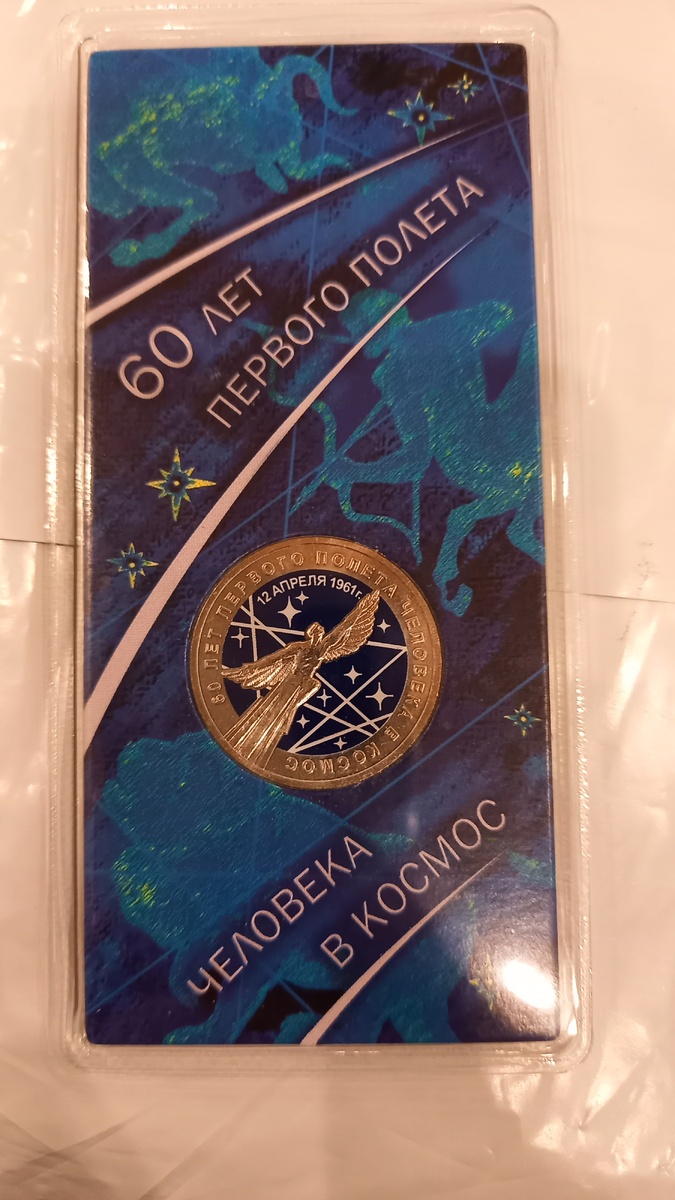 60 ЛЕТ
ПЕРВОГО ПОЛЕТА
60 ЛЕТ ПЕРВОГО ПОЛЕТА ЧЕЛОВЕКА В КОСМОС
12 АПРЕЛЯ 1961г.
ЧЕЛОВЕКА
В КОСМОС